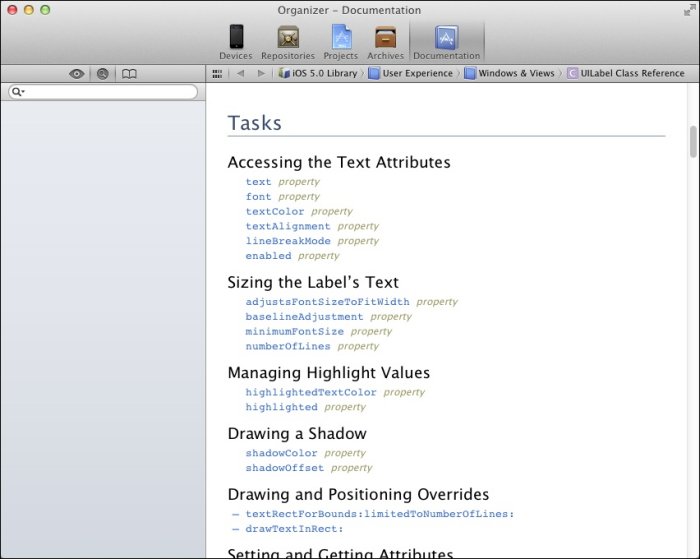 Organizer – Documentation
Devices Repositories Projects Archives Documentation
iOS 5.0 Library User Experience Windows & Views C UILabel Class Reference
Tasks
Accessing the Text Attributes
text property
font property
textColor property
textAlignment property
lineBreakMode property
enabled property
Sizing the Label’s Text
adjustsFontSizeToFitWidth property
baselineAdjustment property
minimumFontSize property
numberOfLines property
Managing Highlight Values
highlightedTextColor property
highlighted property
Drawing a Shadow
shadowColor property
shadowOffset property
Drawing and Positioning Overrides
– textRectForBounds:limitedToNumberOfLines:
– drawTextInRect:
Setting and Getting Attributes